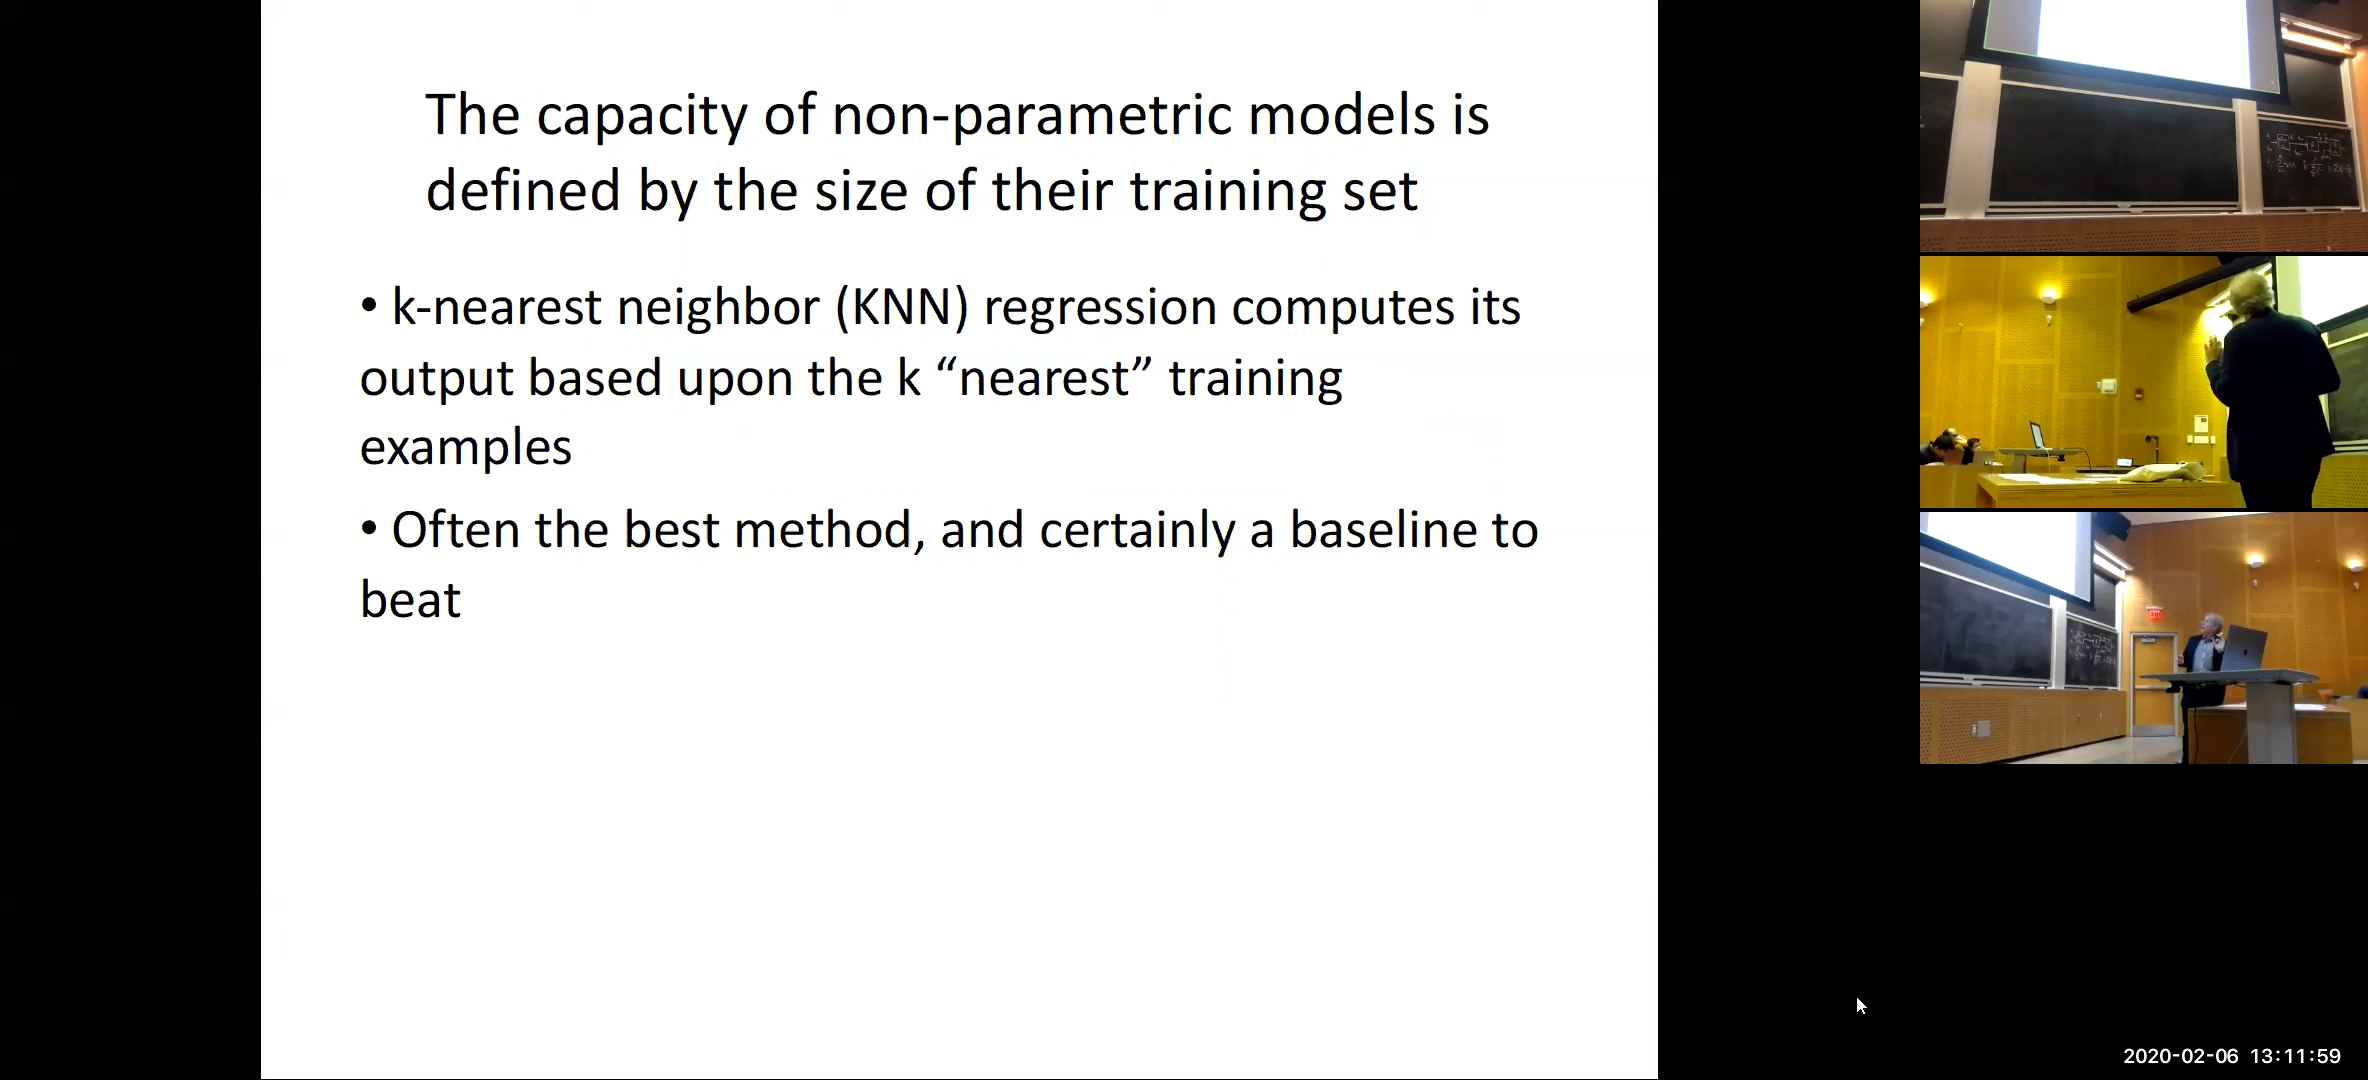 The capacity of non-parametric models is
defined by the size of their training set
• k-nearest neighbor (KNN) regression computes its
output based upon the k “nearest” training
examples
• Often the best method, and certainly a baseline to
beat
EXIT
2020-02-06 13:11:59